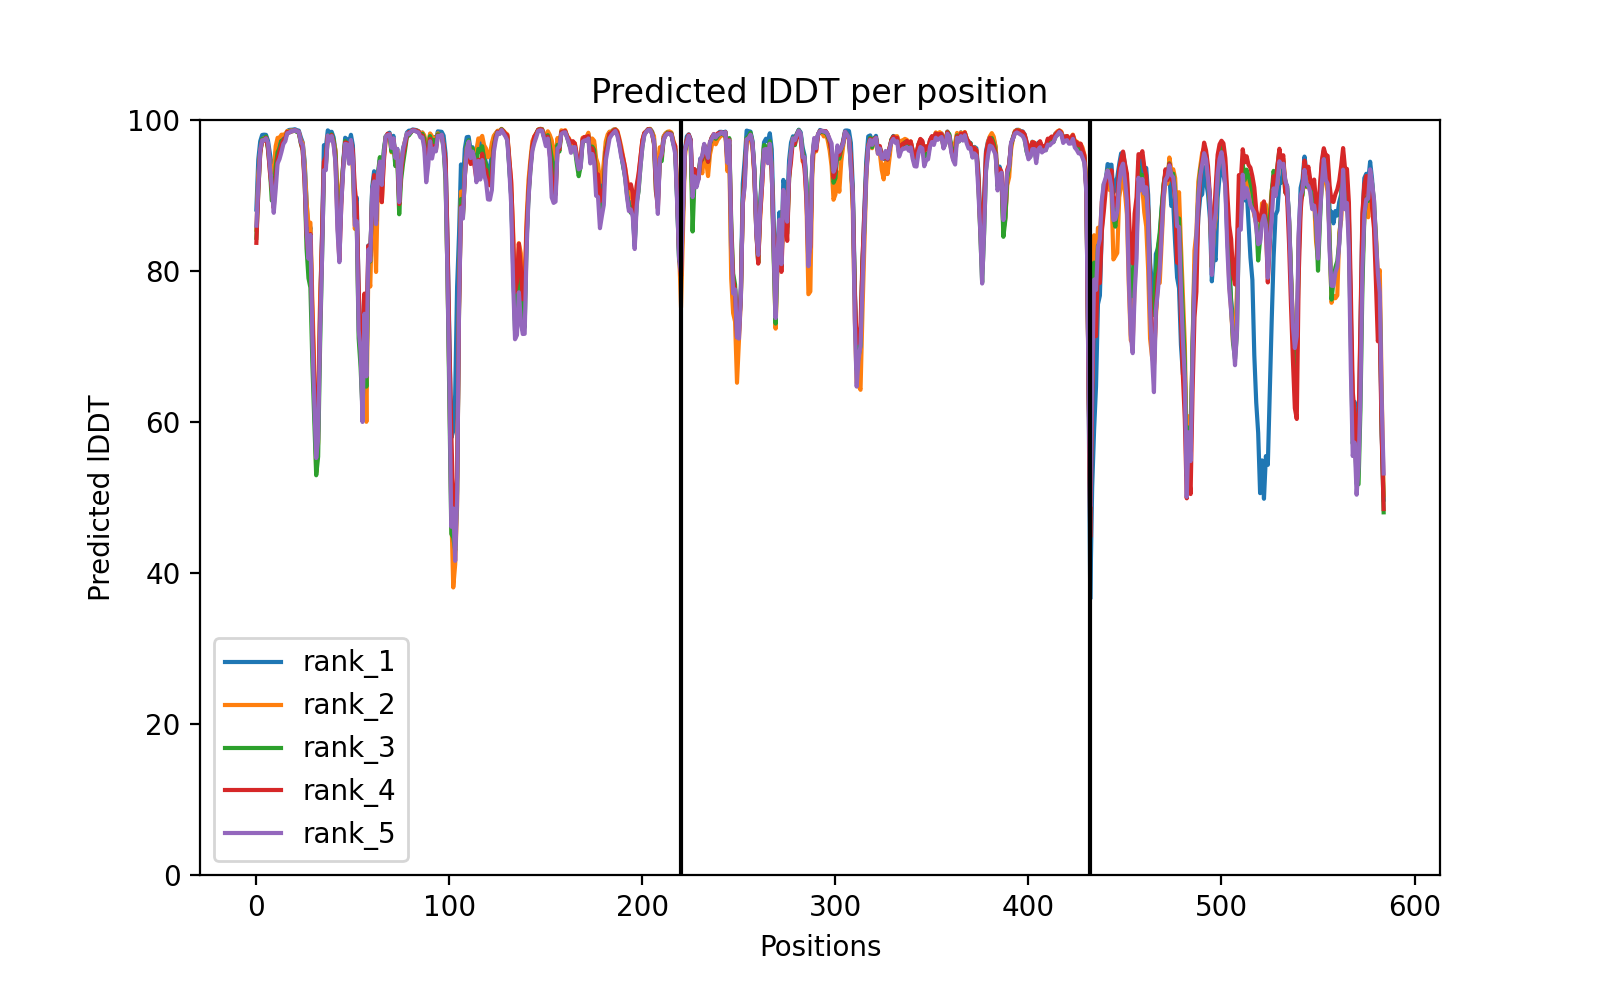 Predicted lDDT per position
Predicted lDDT
100
80
60
40
20
0
rank_1
rank_2
rank_3
rank_4
rank_5
0 100 200 300 400 500 600
Positions